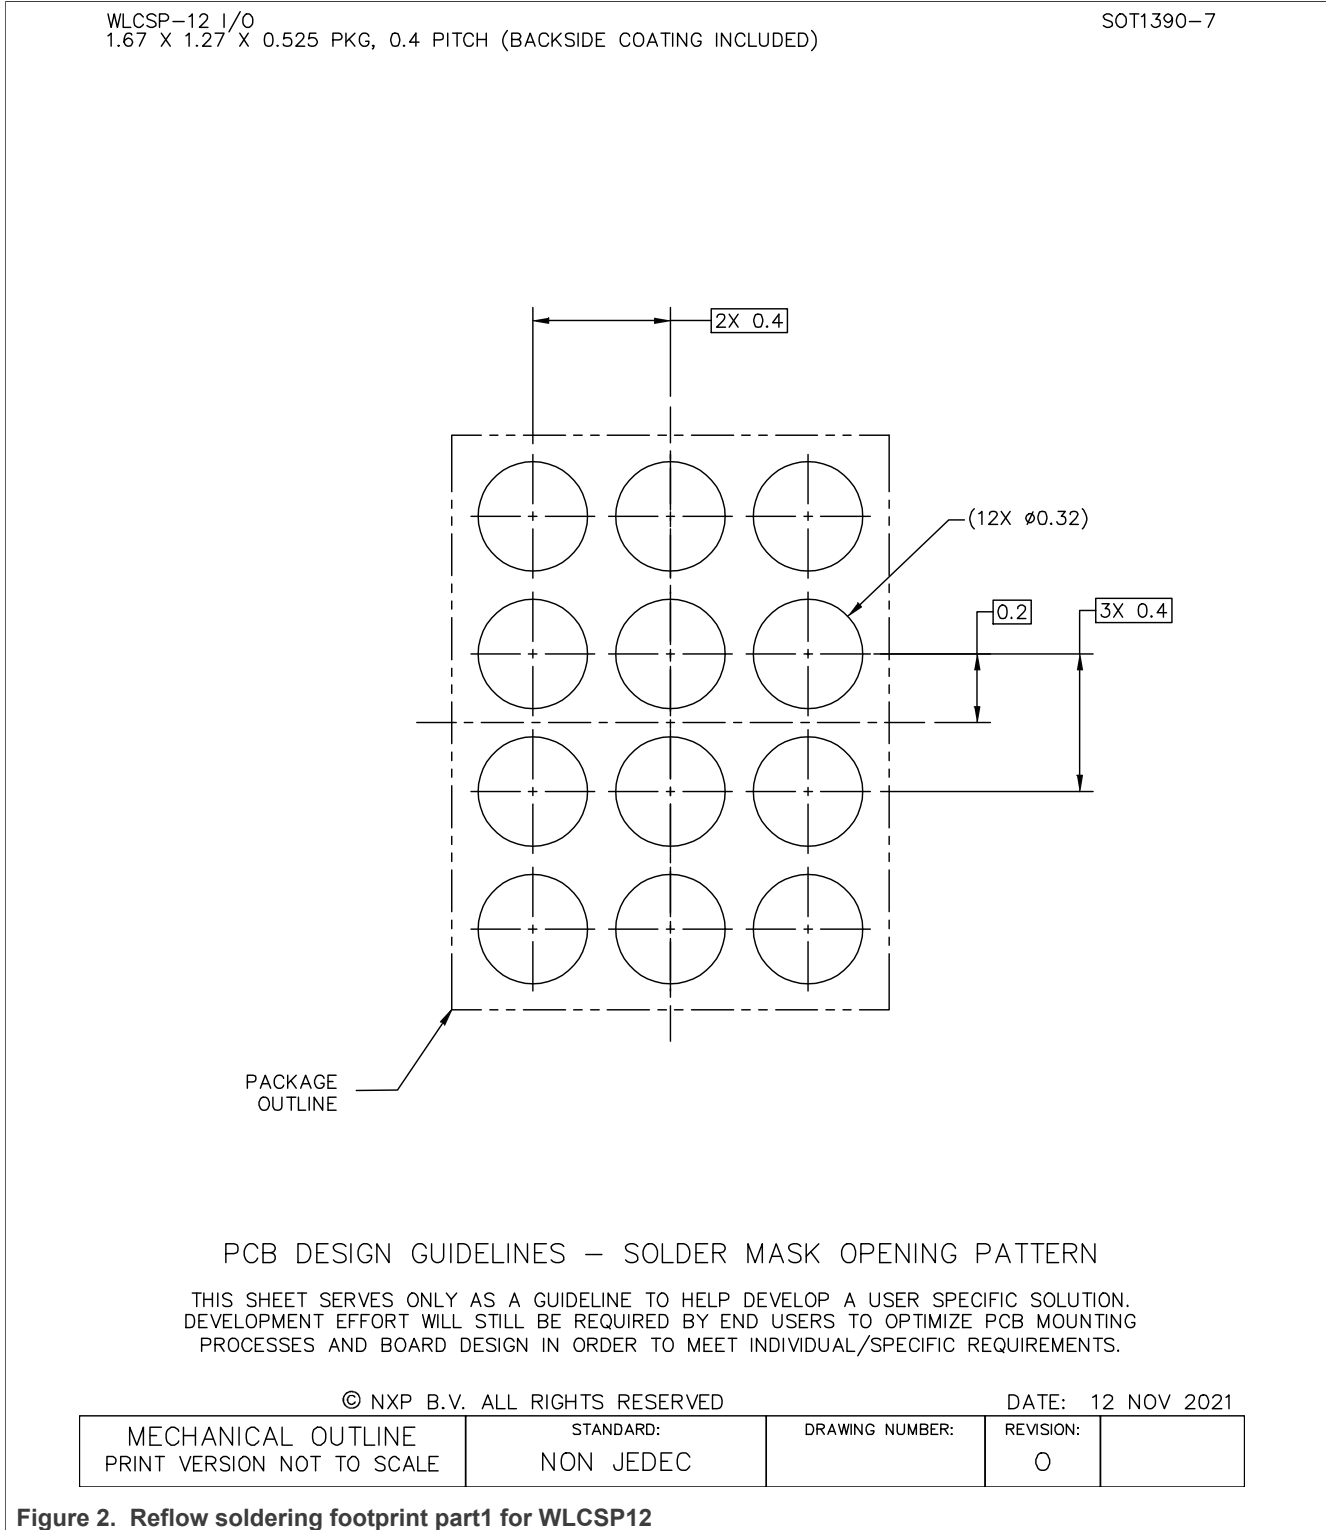 WLCSP-12 I/O
SOT1390-7
1.67 X 1.27 X 0.525 PKG, 0.4 PITCH (BACKSIDE COATING INCLUDED)
2X 0.4
(12X ø0.32)
0.2
3X 0.4
PACKAGE
OUTLINE
PCB DESIGN GUIDELINES – SOLDER MASK OPENING PATTERN
THIS SHEET SERVES ONLY AS A GUIDELINE TO HELP DEVELOP A USER SPECIFIC SOLUTION.
DEVELOPMENT EFFORT WILL STILL BE REQUIRED BY END USERS TO OPTIMIZE PCB MOUNTING
PROCESSES AND BOARD DESIGN IN ORDER TO MEET INDIVIDUAL/SPECIFIC REQUIREMENTS.
© NXP B.V. ALL RIGHTS RESERVED
DATE: 12 NOV 2021
MECHANICAL OUTLINE
PRINT VERSION NOT TO SCALE
STANDARD:
NON JEDEC
DRAWING NUMBER:
REVISION:
O
Figure 2. Reflow soldering footprint part1 for WLCSP12